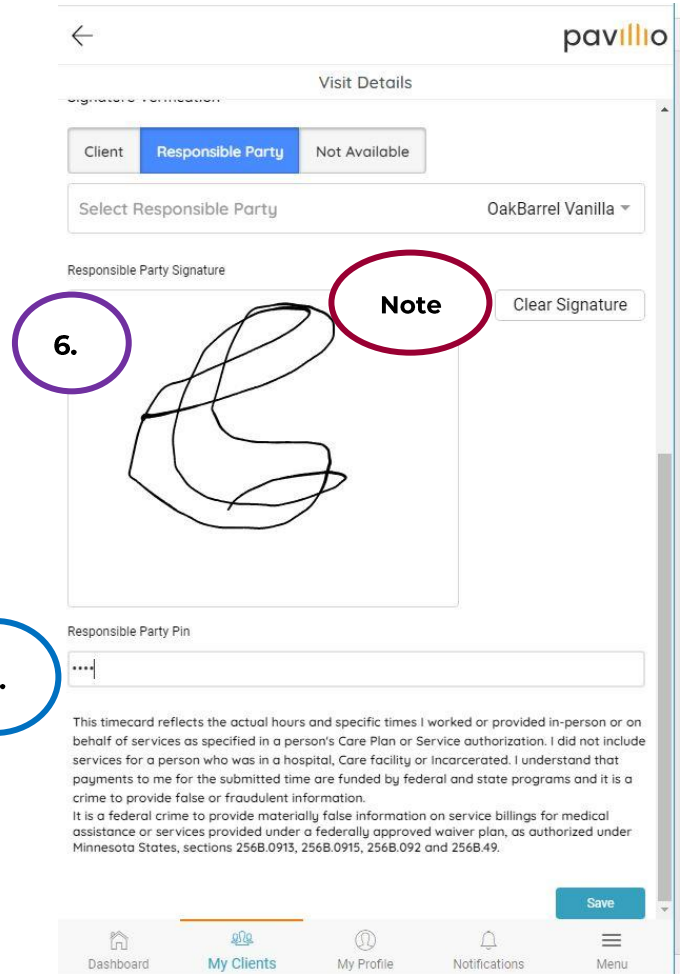 pavillio
Visit Details
Signature Verification
Client Responsible Party Not Available
Select Responsible Party OakBarrel Vanilla
Responsible Party Signature
Note
Clear Signature
6.
Responsible Party Pin
••••
.
This timecard reflects the actual hours and specific times I worked or provided in-person or on
behalf of services as specified in a person's Care Plan or Service authorization. I did not include
services for a person who was in a hospital, Care facility or Incarcerated. I understand that
payments to me for the submitted time are funded by federal and state programs and it is a
crime to provide false or fraudulent information.
It is a federal crime to provide materially false information on service billings for medical
assistance or services provided under a federally approved waiver plan, as authorized under
Minnesota States, sections 256B.0913, 256B.0915, 256B.092 and 256B.49.
Save
Dashboard My Clients My Profile Notifications Menu